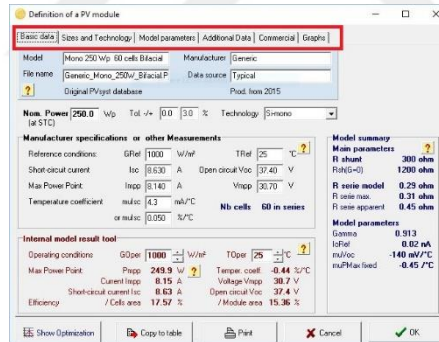 Definition of a PV module
Basic data Sizes and Technology Model parameters Additional Data Commercial Graphs
Model Mono 250 Wp 60 cells Bifacial Manufacturer Generic
File name Generic_Mono_250W_Bifacial.P Data source Typical
? Original PVsyst database Prod. from 2015
Nom. Power 250.0 Wp Tol. -/+ 0.0 3.0 % Technology Si-mono
(at STC)
Manufacturer specifications or other Measurements
Reference conditions: GRef 1000 W/m² TRef 25 °C ?
Short-circuit current Isc 8.630 A Open circuit Voc 37.40 V
Max Power Point: Impp 8.140 A Vmpp 30.70 V
Temperature coefficient muIsc 4.3 mA/°C Nb cells 60 in series
or muIsc 0.050 %/°C
Internal model result tool
Operating conditions GOper 1000 W/m² TOper 25 °C ?
Max Power Point: Pmpp 249.9 W ? Temper. coeff. -0.44 %/°C
Current Impp 8.15 A Voltage Vmpp 30.7 V
Short-circuit current Isc 8.63 A Open circuit Voc 37.4 V
Efficiency / Cells area 17.57 % / Module area 15.36 %
Model summary
Main parameters ?
R shunt 300 ohm
Rsh(G=0) 1200 ohm
R serie model 0.29 ohm
R serie max. 0.31 ohm
R serie apparent 0.45 ohm
Model parameters
Gamma 0.913
IoRef 0.02 nA
muVoc -140 mV/°C
muPMax fixed -0.45 /°C
Show Optimization Copy to table Print Cancel OK